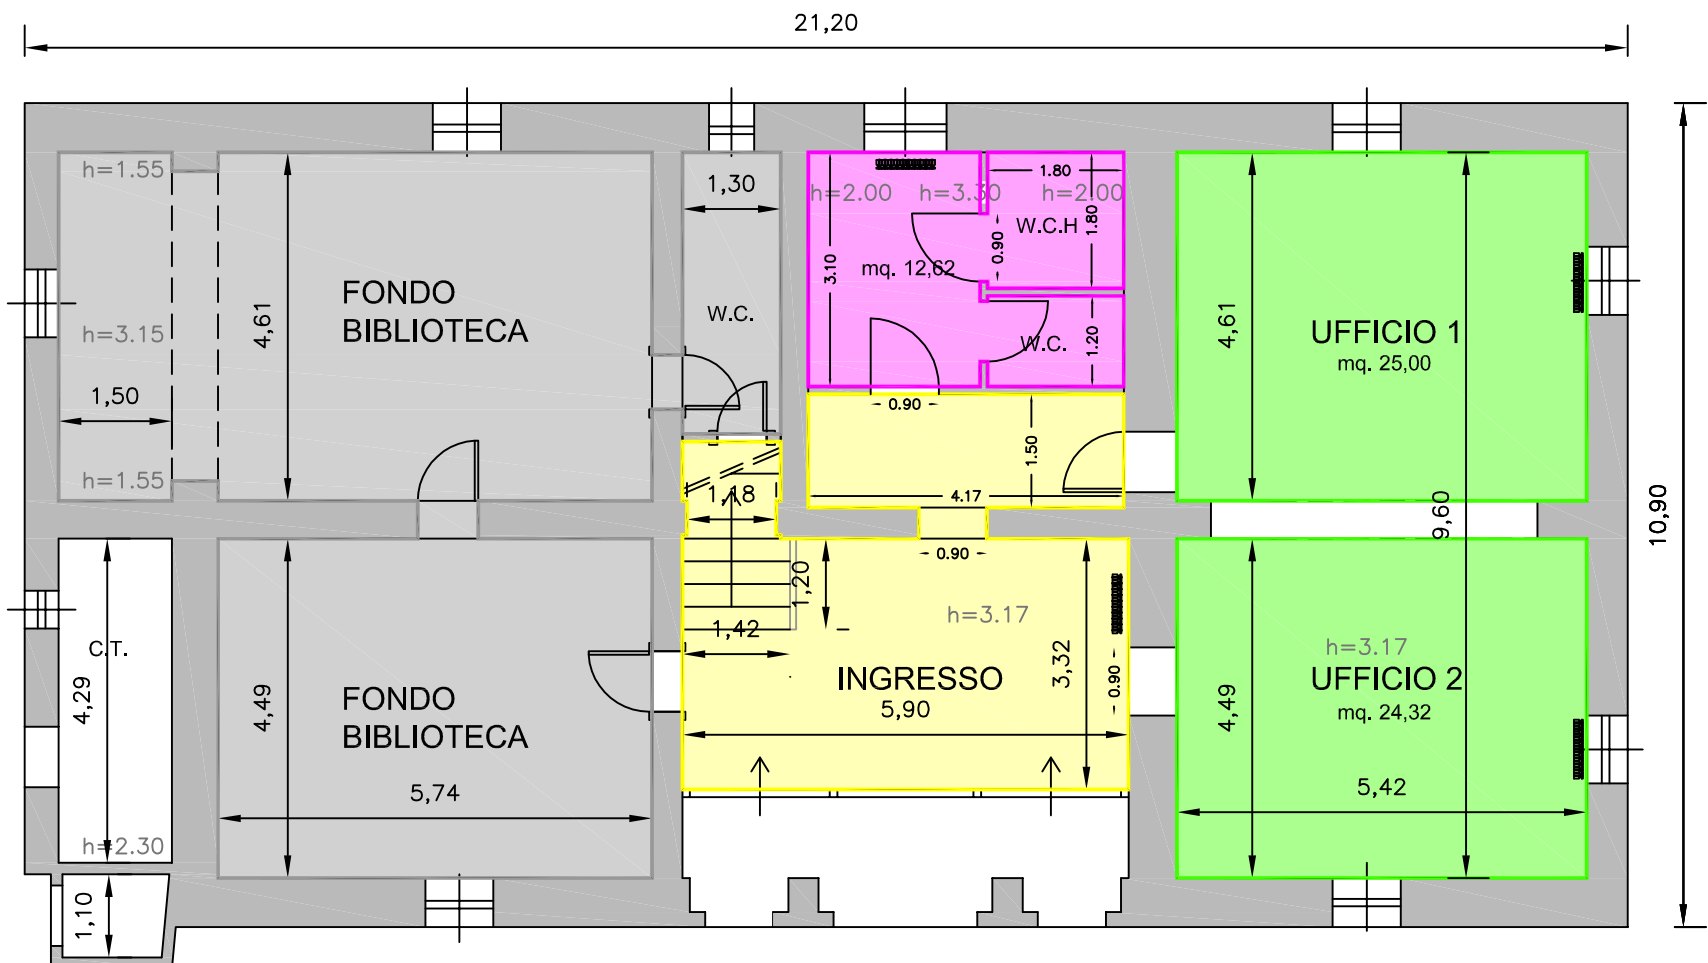 21,20
h=1.55
1,30
h=2.00
h=3.30
h=2.00
1.80
W.C.H
1.80
0.90
3.10
mq. 12,62
FONDO
BIBLIOTECA
4,61
h=3.15
W.C.
W.C.
1.20
4,61
UFFICIO 1
mq. 25,00
1,50
0.90
1.50
h=1.55
1,18
4.17
9,60
10,90
0.90
1,20
h=3.17
1,42
C.T.
4,29
3,32
0.90
INGRESSO
5,90
FONDO
BIBLIOTECA
4,49
h=3.17
UFFICIO 2
mq. 24,32
4,49
5,74
5,42
h=2.30
1,10